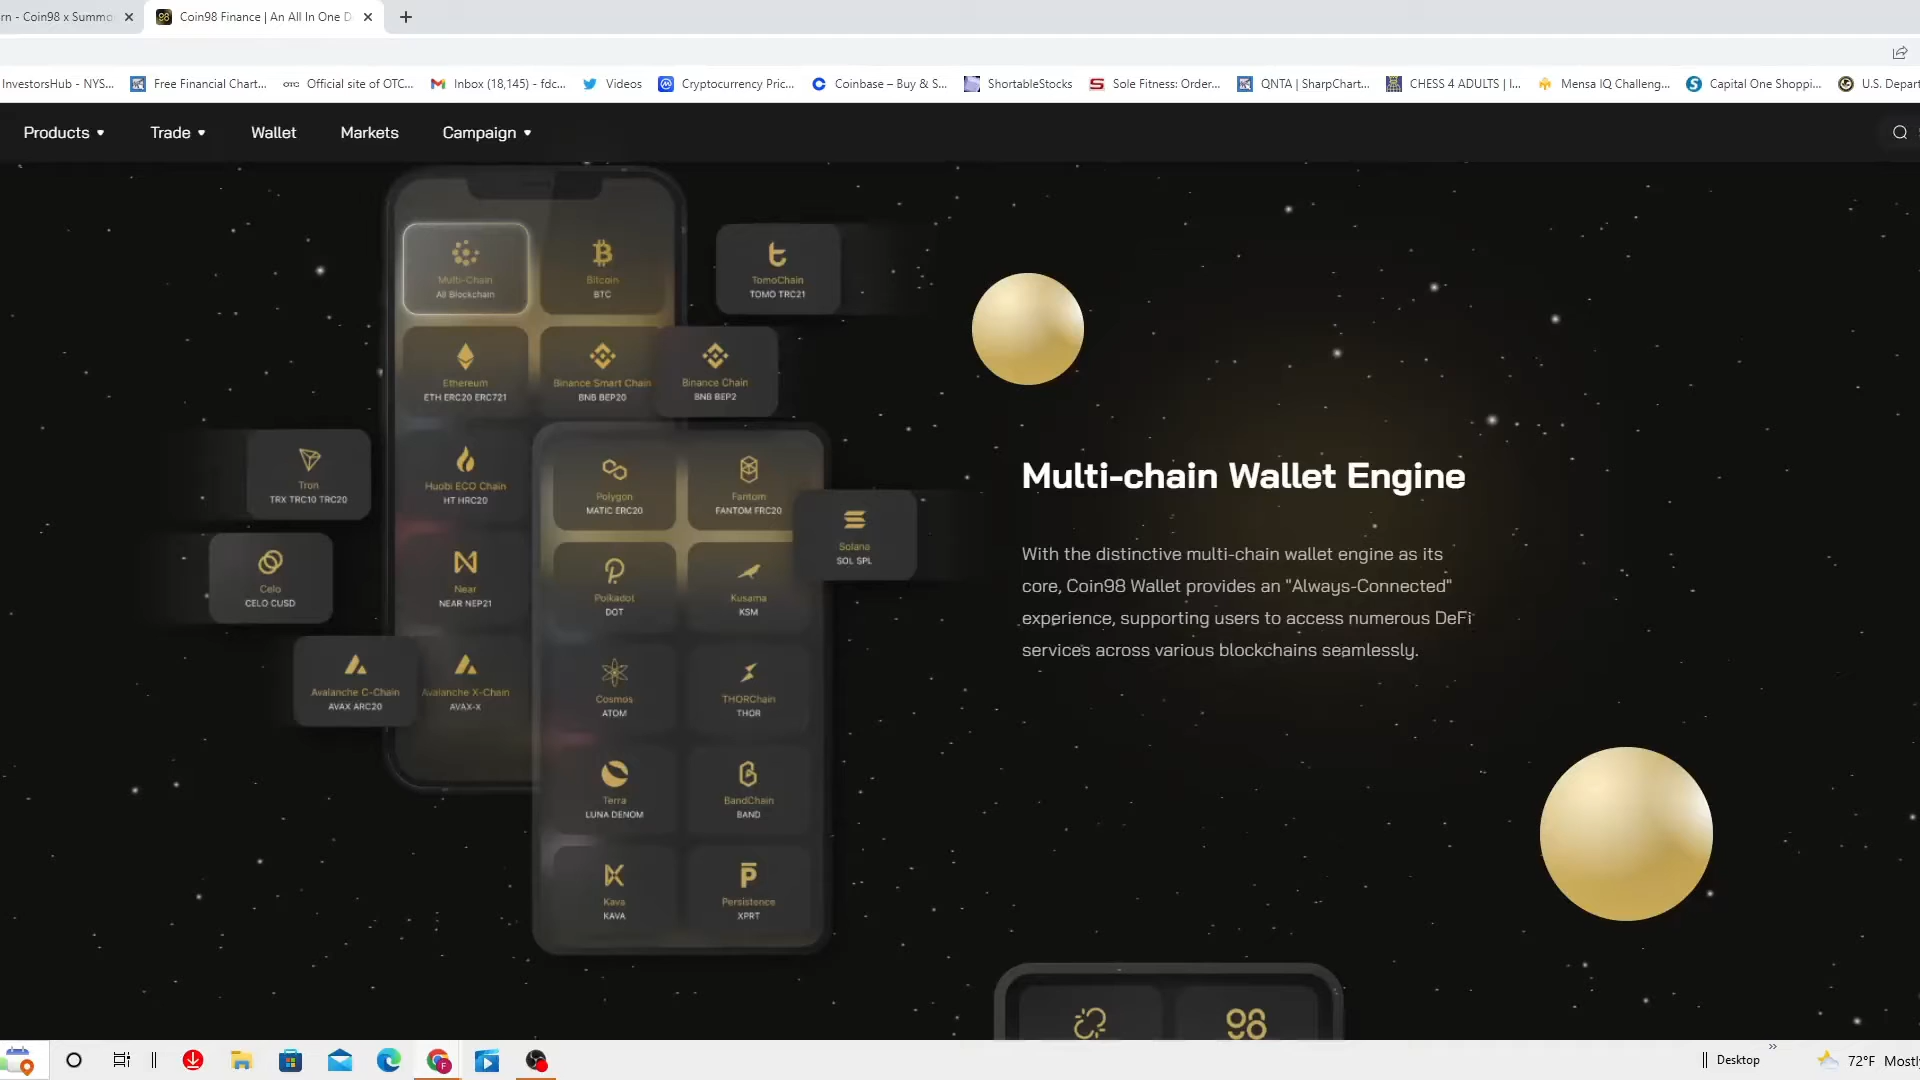 rn - Coin98 x Summo
Coin98 Finance | An All In One D
InvestorsHub - NYS...
Free Financial Chart...
OTC
Official site of OTC...
Inbox (18,145) - fdc...
Videos
Cryptocurrency Pric...
Coinbase – Buy & S...
ShortableStocks
Sole Fitness: Order...
QNTA | SharpChart...
CHESS 4 ADULTS | I...
Mensa IQ Challeng...
Capital One Shoppi...
U.S. Depart
Products
Trade
Wallet
Markets
Campaign
Multi-Chain
All Blockchain
Bitcoin
BTC
TomoChain
TOMO TRC21
Ethereum
ETH ERC20 ERC721
Binance Smart Chain
BNB BEP20
Binance Chain
BNB BEP2
Tron
TRX TRC10 TRC20
Huobi ECO Chain
HT HRC20
Polygon
MATIC ERC20
Fantom
FANTOM FRC20
Solana
SOL SPL
Celo
CELO CUSD
Near
NEAR NEP21
Polkadot
DOT
Kusama
KSM
Avalanche C-Chain
AVAX ARC20
Avalanche X-Chain
AVAX-X
Cosmos
ATOM
THORChain
THOR
Terra
LUNA DENOM
BandChain
BAND
Kava
KAVA
Persistence
XPRT
Multi-chain Wallet Engine
With the distinctive multi-chain wallet engine as its
core, Coin98 Wallet provides an "Always-Connected"
experience, supporting users to access numerous DeFi
services across various blockchains seamlessly.
98
Desktop
72°F Mostly